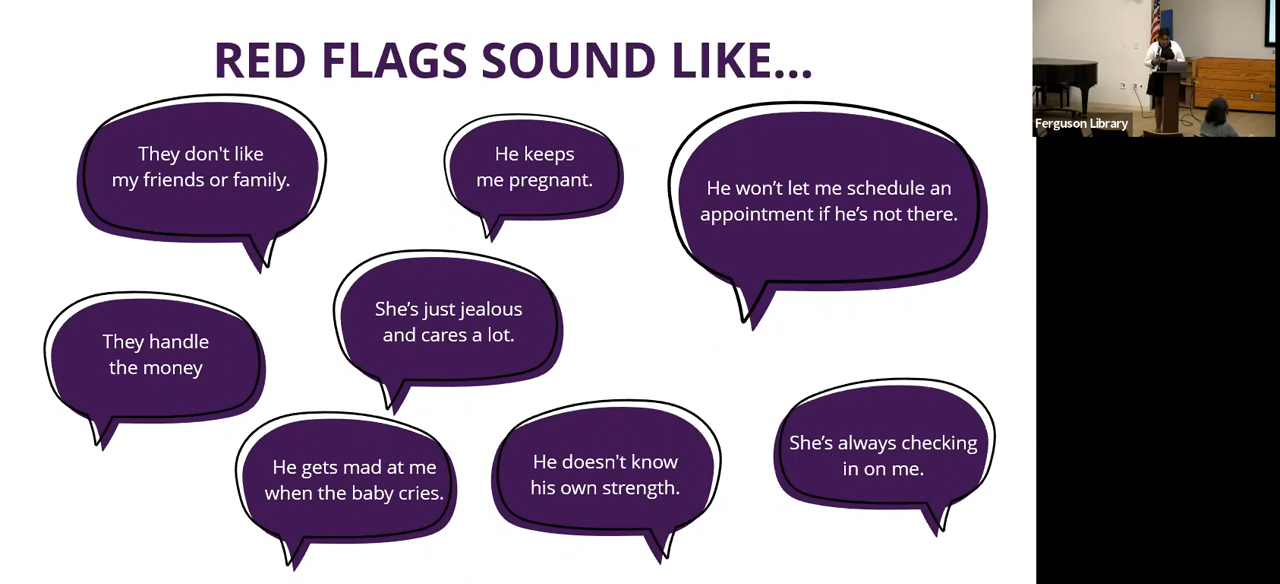 RED FLAGS SOUND LIKE...
They don't like
my friends or family.
He keeps
me pregnant.
He won’t let me schedule an
appointment if he’s not there.
She’s just jealous
and cares a lot.
They handle
the money
He gets mad at me
when the baby cries.
He doesn't know
his own strength.
She’s always checking
in on me.
Ferguson Library